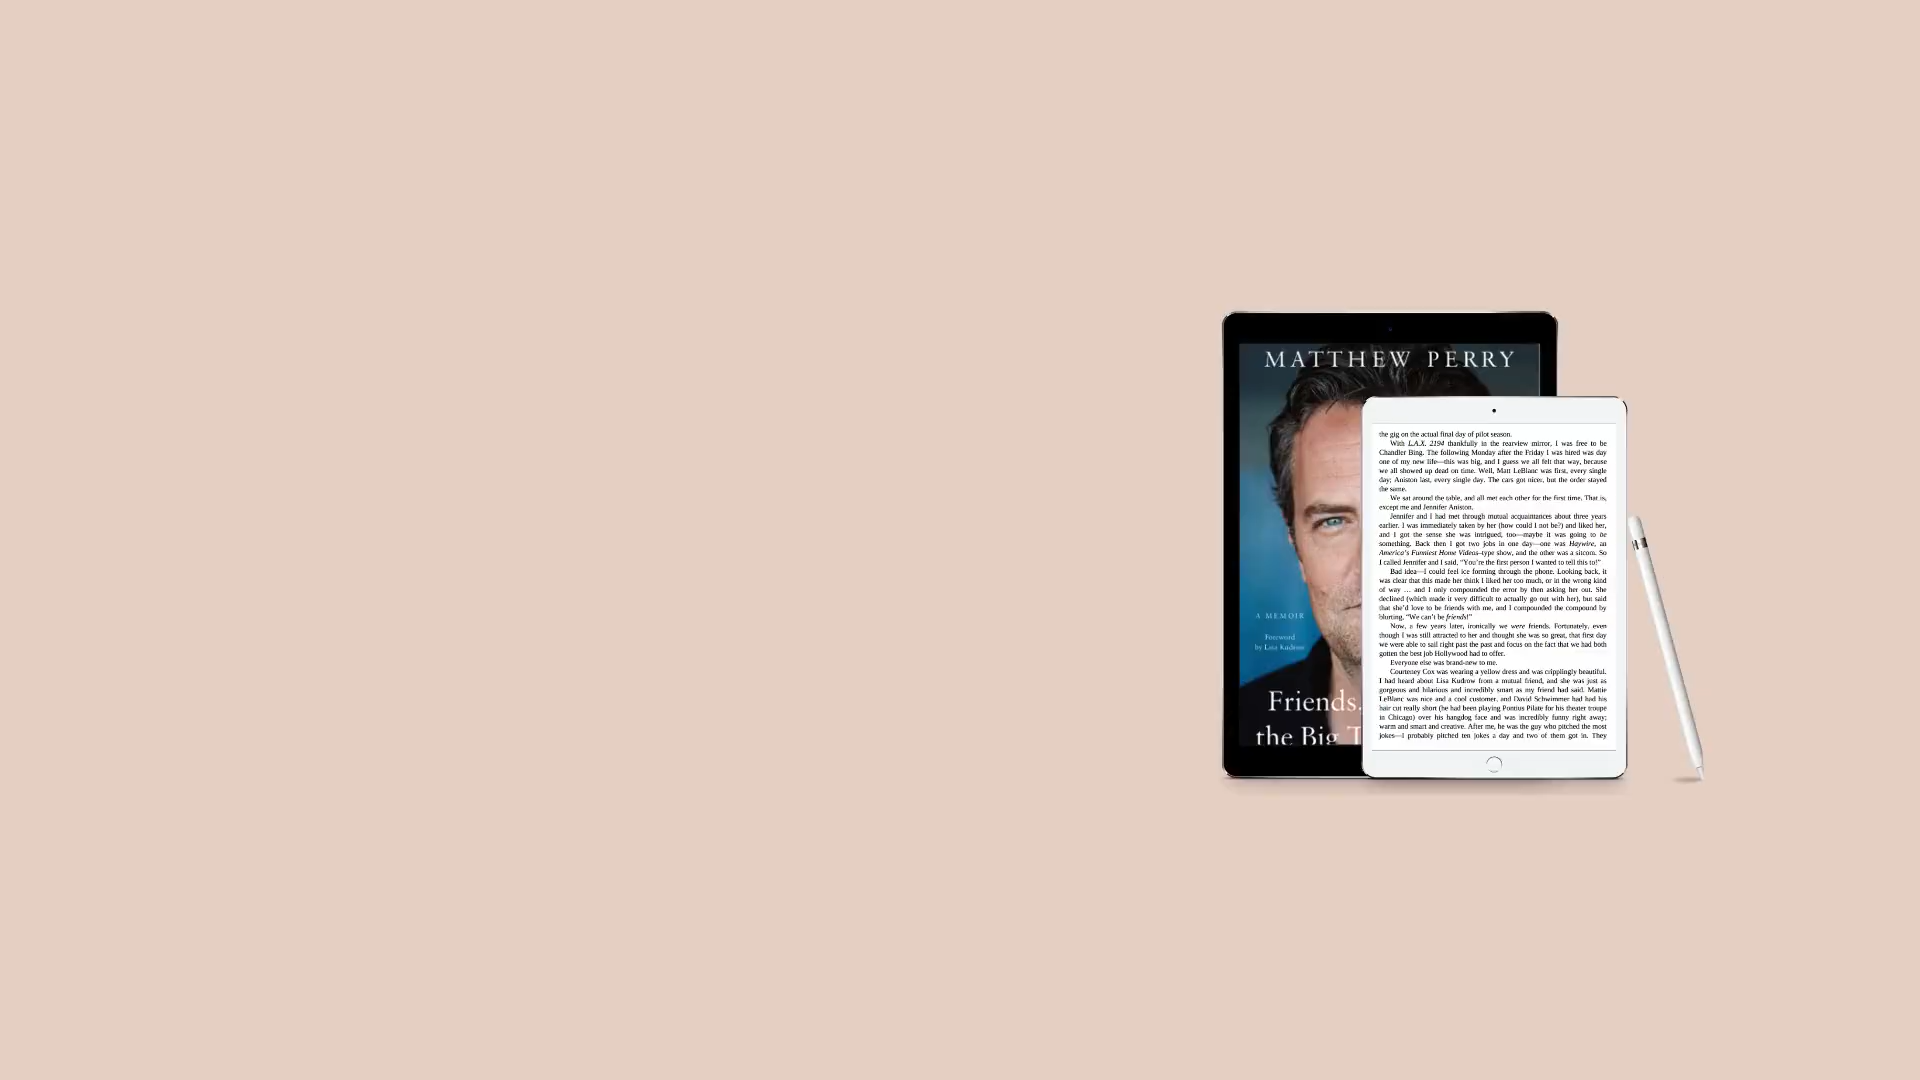 MATTHEW PERRY
A MEMOIR
Foreword
by Lisa Kudrow
Friends,
the Big T
the gig on the actual final day of pilot season.
With L.A.X. 2194 thankfully in the rearview mirror, I was free to be
Chandler Bing. The following Monday after the Friday I was hired was day
one of my new life—this was big, and I guess we all felt that way, because
we all showed up dead on time. Well, Matt LeBlanc was first, every single
day; Aniston last, every single day. The cars got nicer, but the order stayed
the same.
We sat around the table, and all met each other for the first time. That is,
except me and Jennifer Aniston.
Jennifer and I had met through mutual acquaintances about three years
earlier. I was immediately taken by her (how could I not be?) and liked her,
and I got the sense she was intrigued, too—maybe it was going to be
something. Back then I got two jobs in one day—one was Haywire, an
America's Funniest Home Videos–type show, and the other was a sitcom. So
I called Jennifer and I said, “You're the first person I wanted to tell this to!”
Bad idea—I could feel ice forming through the phone. Looking back, it
was clear that this made her think I liked her too much, or in the wrong kind
of way … and I only compounded the error by then asking her out. She
declined (which made it very difficult to actually go out with her), but said
that she'd love to be friends with me, and I compounded the compound by
blurting, “We can't be friends!”
Now, a few years later, ironically we were friends. Fortunately, even
though I was still attracted to her and thought she was so great, that first day
we were able to sail right past the past and focus on the fact that we had both
gotten the best job Hollywood had to offer.
Everyone else was brand-new to me.
Courteney Cox was wearing a yellow dress and was cripplingly beautiful.
I had heard about Lisa Kudrow from a mutual friend, and she was just as
gorgeous and hilarious and incredibly smart as my friend had said. Mattie
LeBlanc was nice and a cool customer, and David Schwimmer had had his
hair cut really short (he had been playing Pontius Pilate for his theater troupe
in Chicago) over his hangdog face and was incredibly funny right away;
warm and smart and creative. After me, he was the guy who pitched the most
jokes—I probably pitched ten jokes a day and two of them got in. They